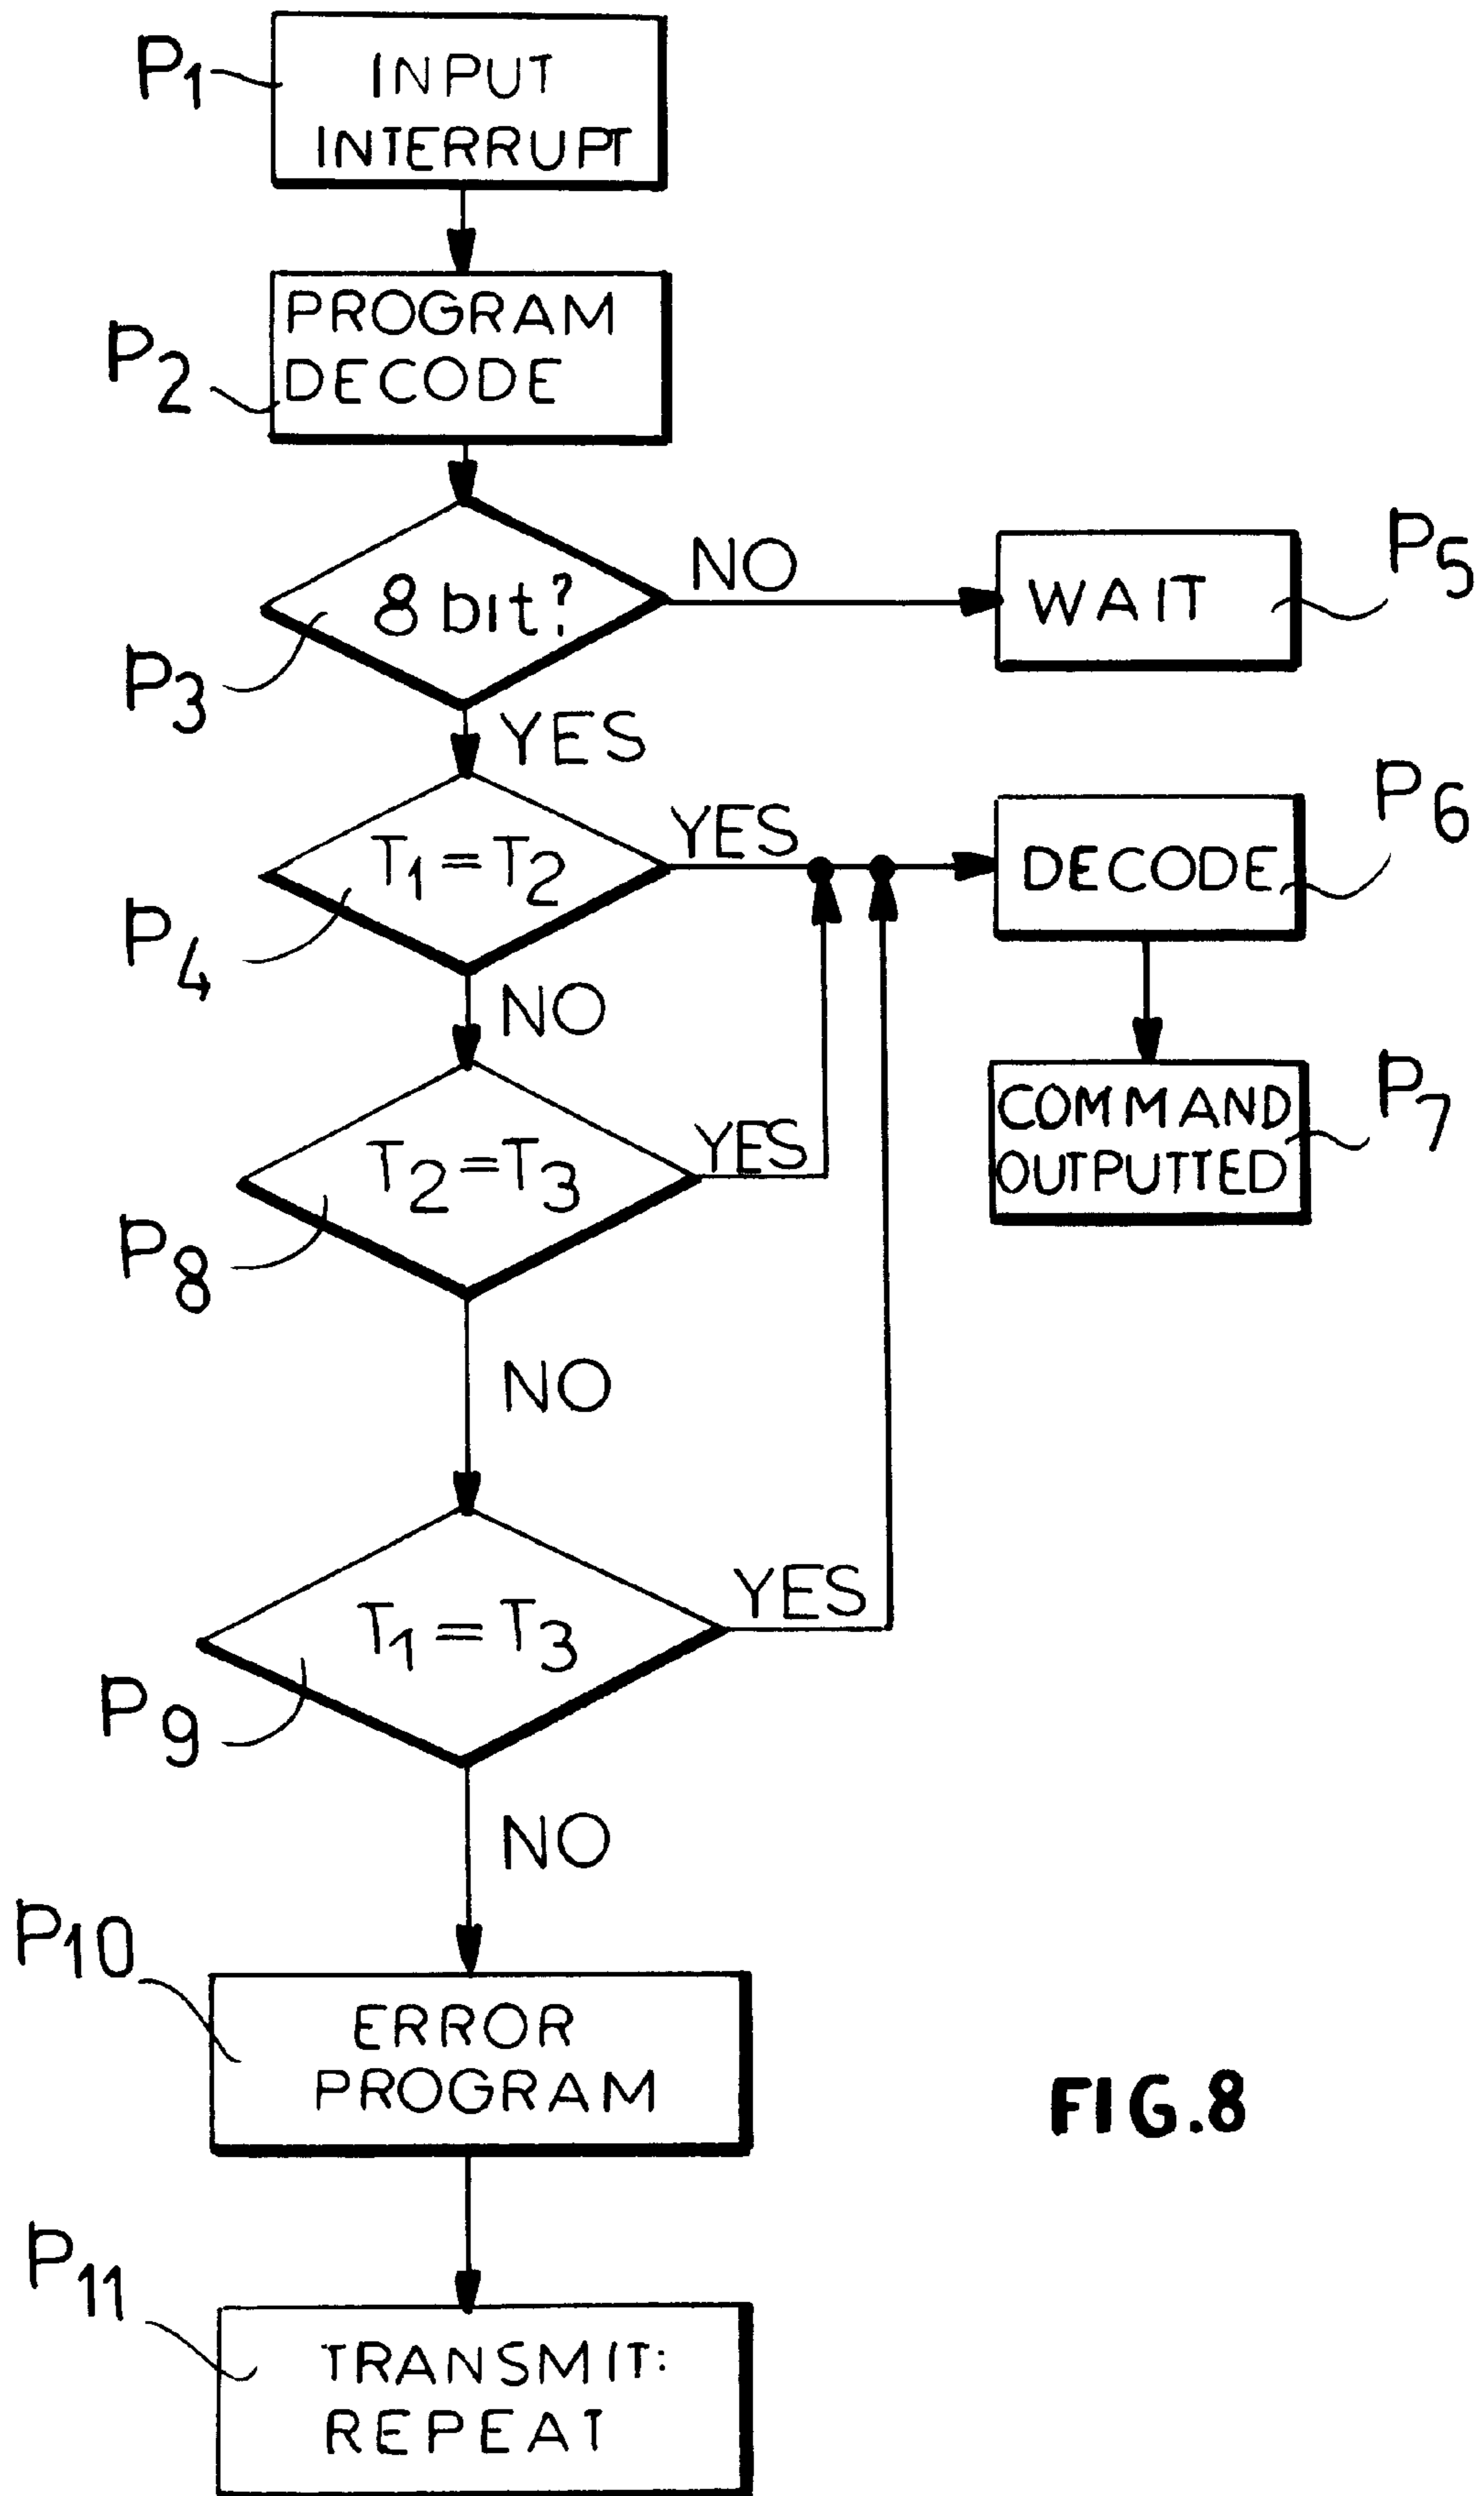 P1
INPUT
INTERRUPT
P2
PROGRAM
DECODE
P3
8 bit?
NO
WAIT
P5
YES
P4
T1=T2
YES
DECODE
P6
NO
COMMAND
OUTPUTTED
P7
P8
T2=T3
YES
NO
P9
T1=T3
YES
NO
P10
ERROR
PROGRAM
FIG.8
P11
TRANSMIT:
REPEAT